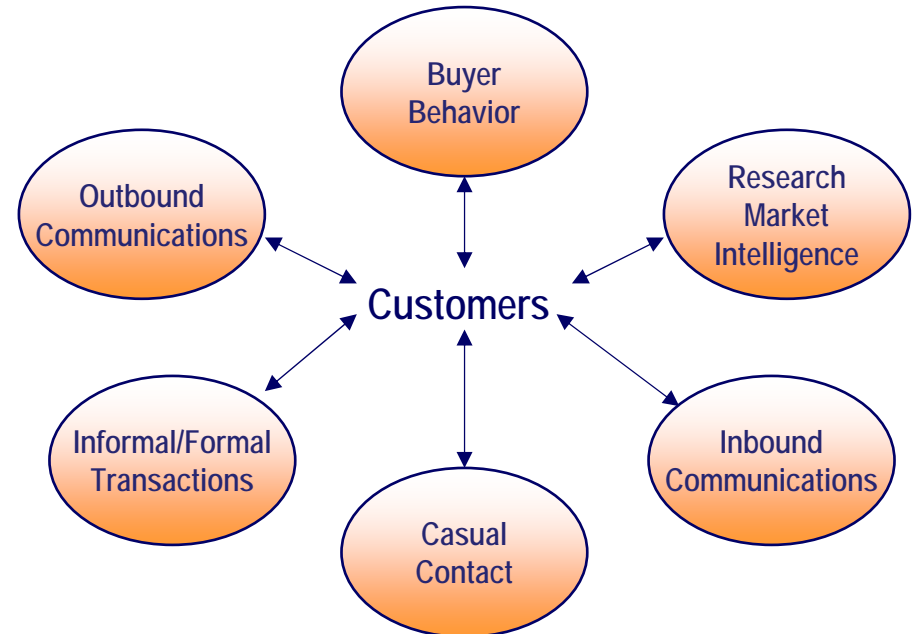 Buyer
Behavior
Outbound
Communications
Research
Market
Intelligence
Customers
Informal/Formal
Transactions
Inbound
Communications
Casual
Contact